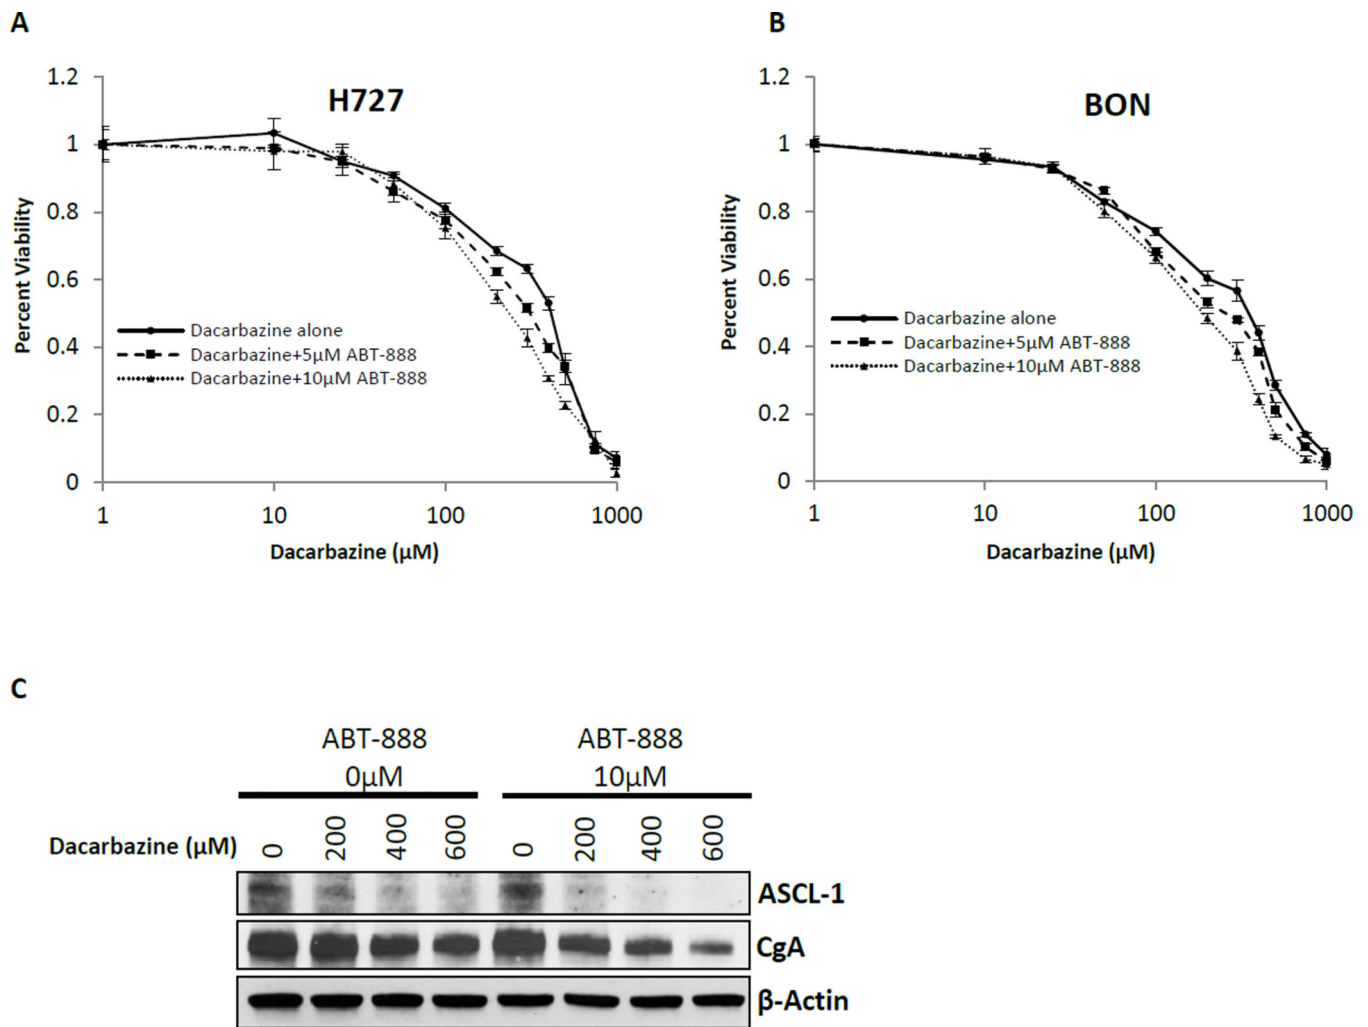 A
H727
1.2
1
0.8
0.6
0.4
0.2
0
Percent Viability
Dacarbazine alone
Dacarbazine+5µM ABT-888
Dacarbazine+10µM ABT-888
1 10 100 1000
Dacarbazine (µM)
B
BON
1.2
1
0.8
0.6
0.4
0.2
0
Percent Viability
Dacarbazine alone
Dacarbazine+5µM ABT-888
Dacarbazine+10µM ABT-888
1 10 100 1000
Dacarbazine (µM)
C
ABT-888 ABT-888
0µM 10µM
Dacarbazine (µM) 0 200 400 600 0 200 400 600
ASCL-1
CgA
β-Actin